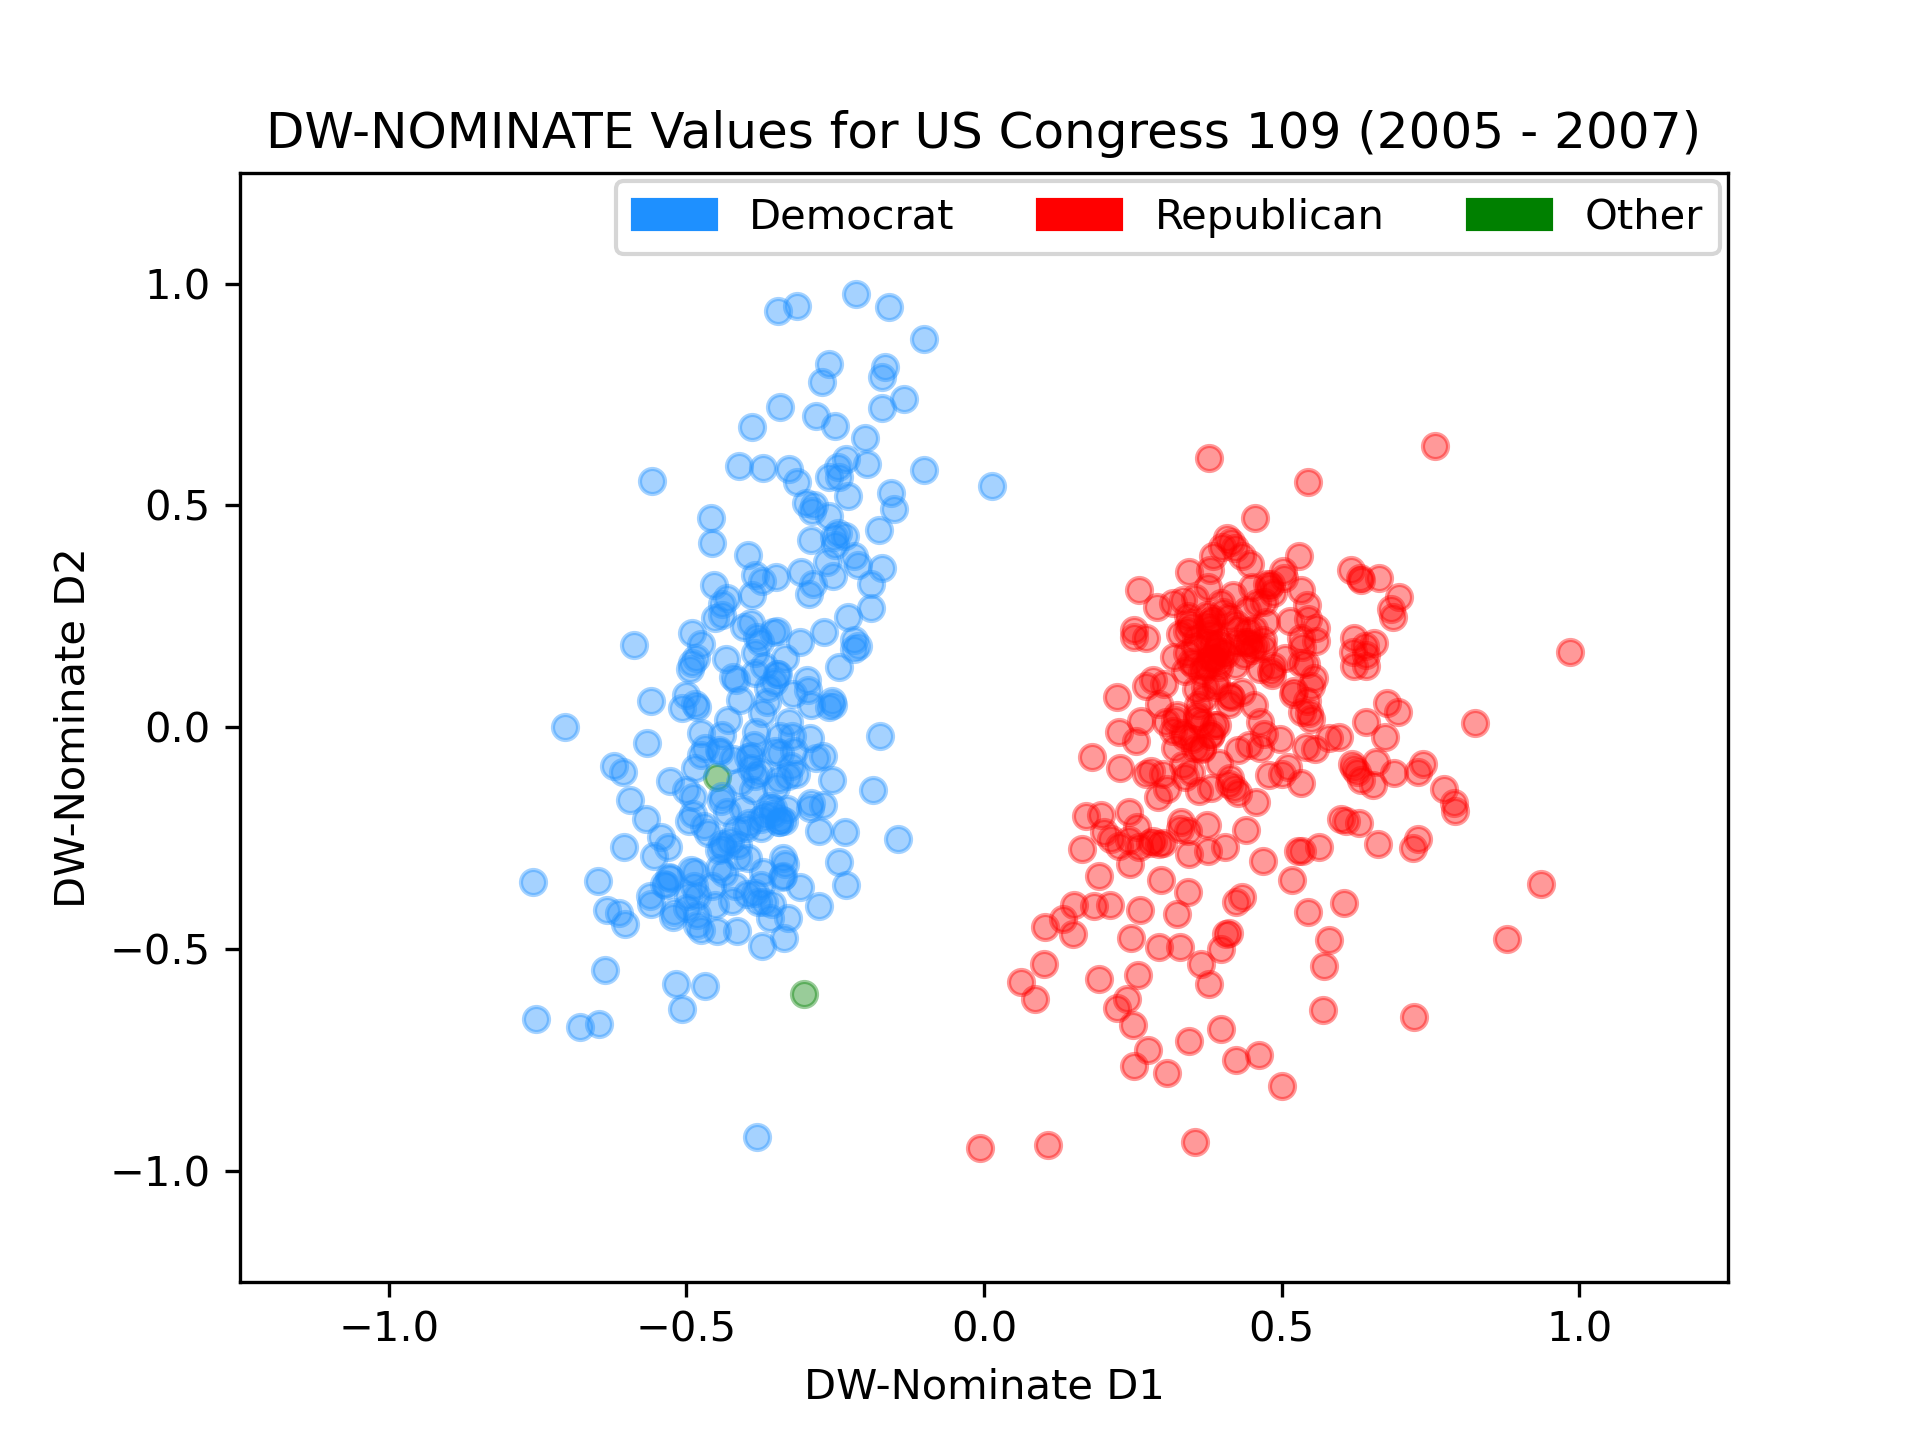 DW-NOMINATE Values for US Congress 109 (2005 - 2007)
Democrat Republican Other
1.0
0.5
0.0
−0.5
−1.0
DW-Nominate D2
−1.0 −0.5 0.0 0.5 1.0
DW-Nominate D1